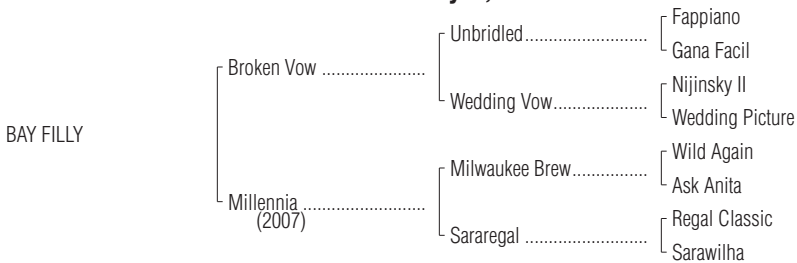 Fappiano
Unbridled
Gana Facil
Broken Vow
Nijinsky II
Wedding Vow
Wedding Picture
BAY FILLY
Wild Again
Milwaukee Brew
Ask Anita
Millennia
(2007)
Regal Classic
Sararegal
Sarawilha